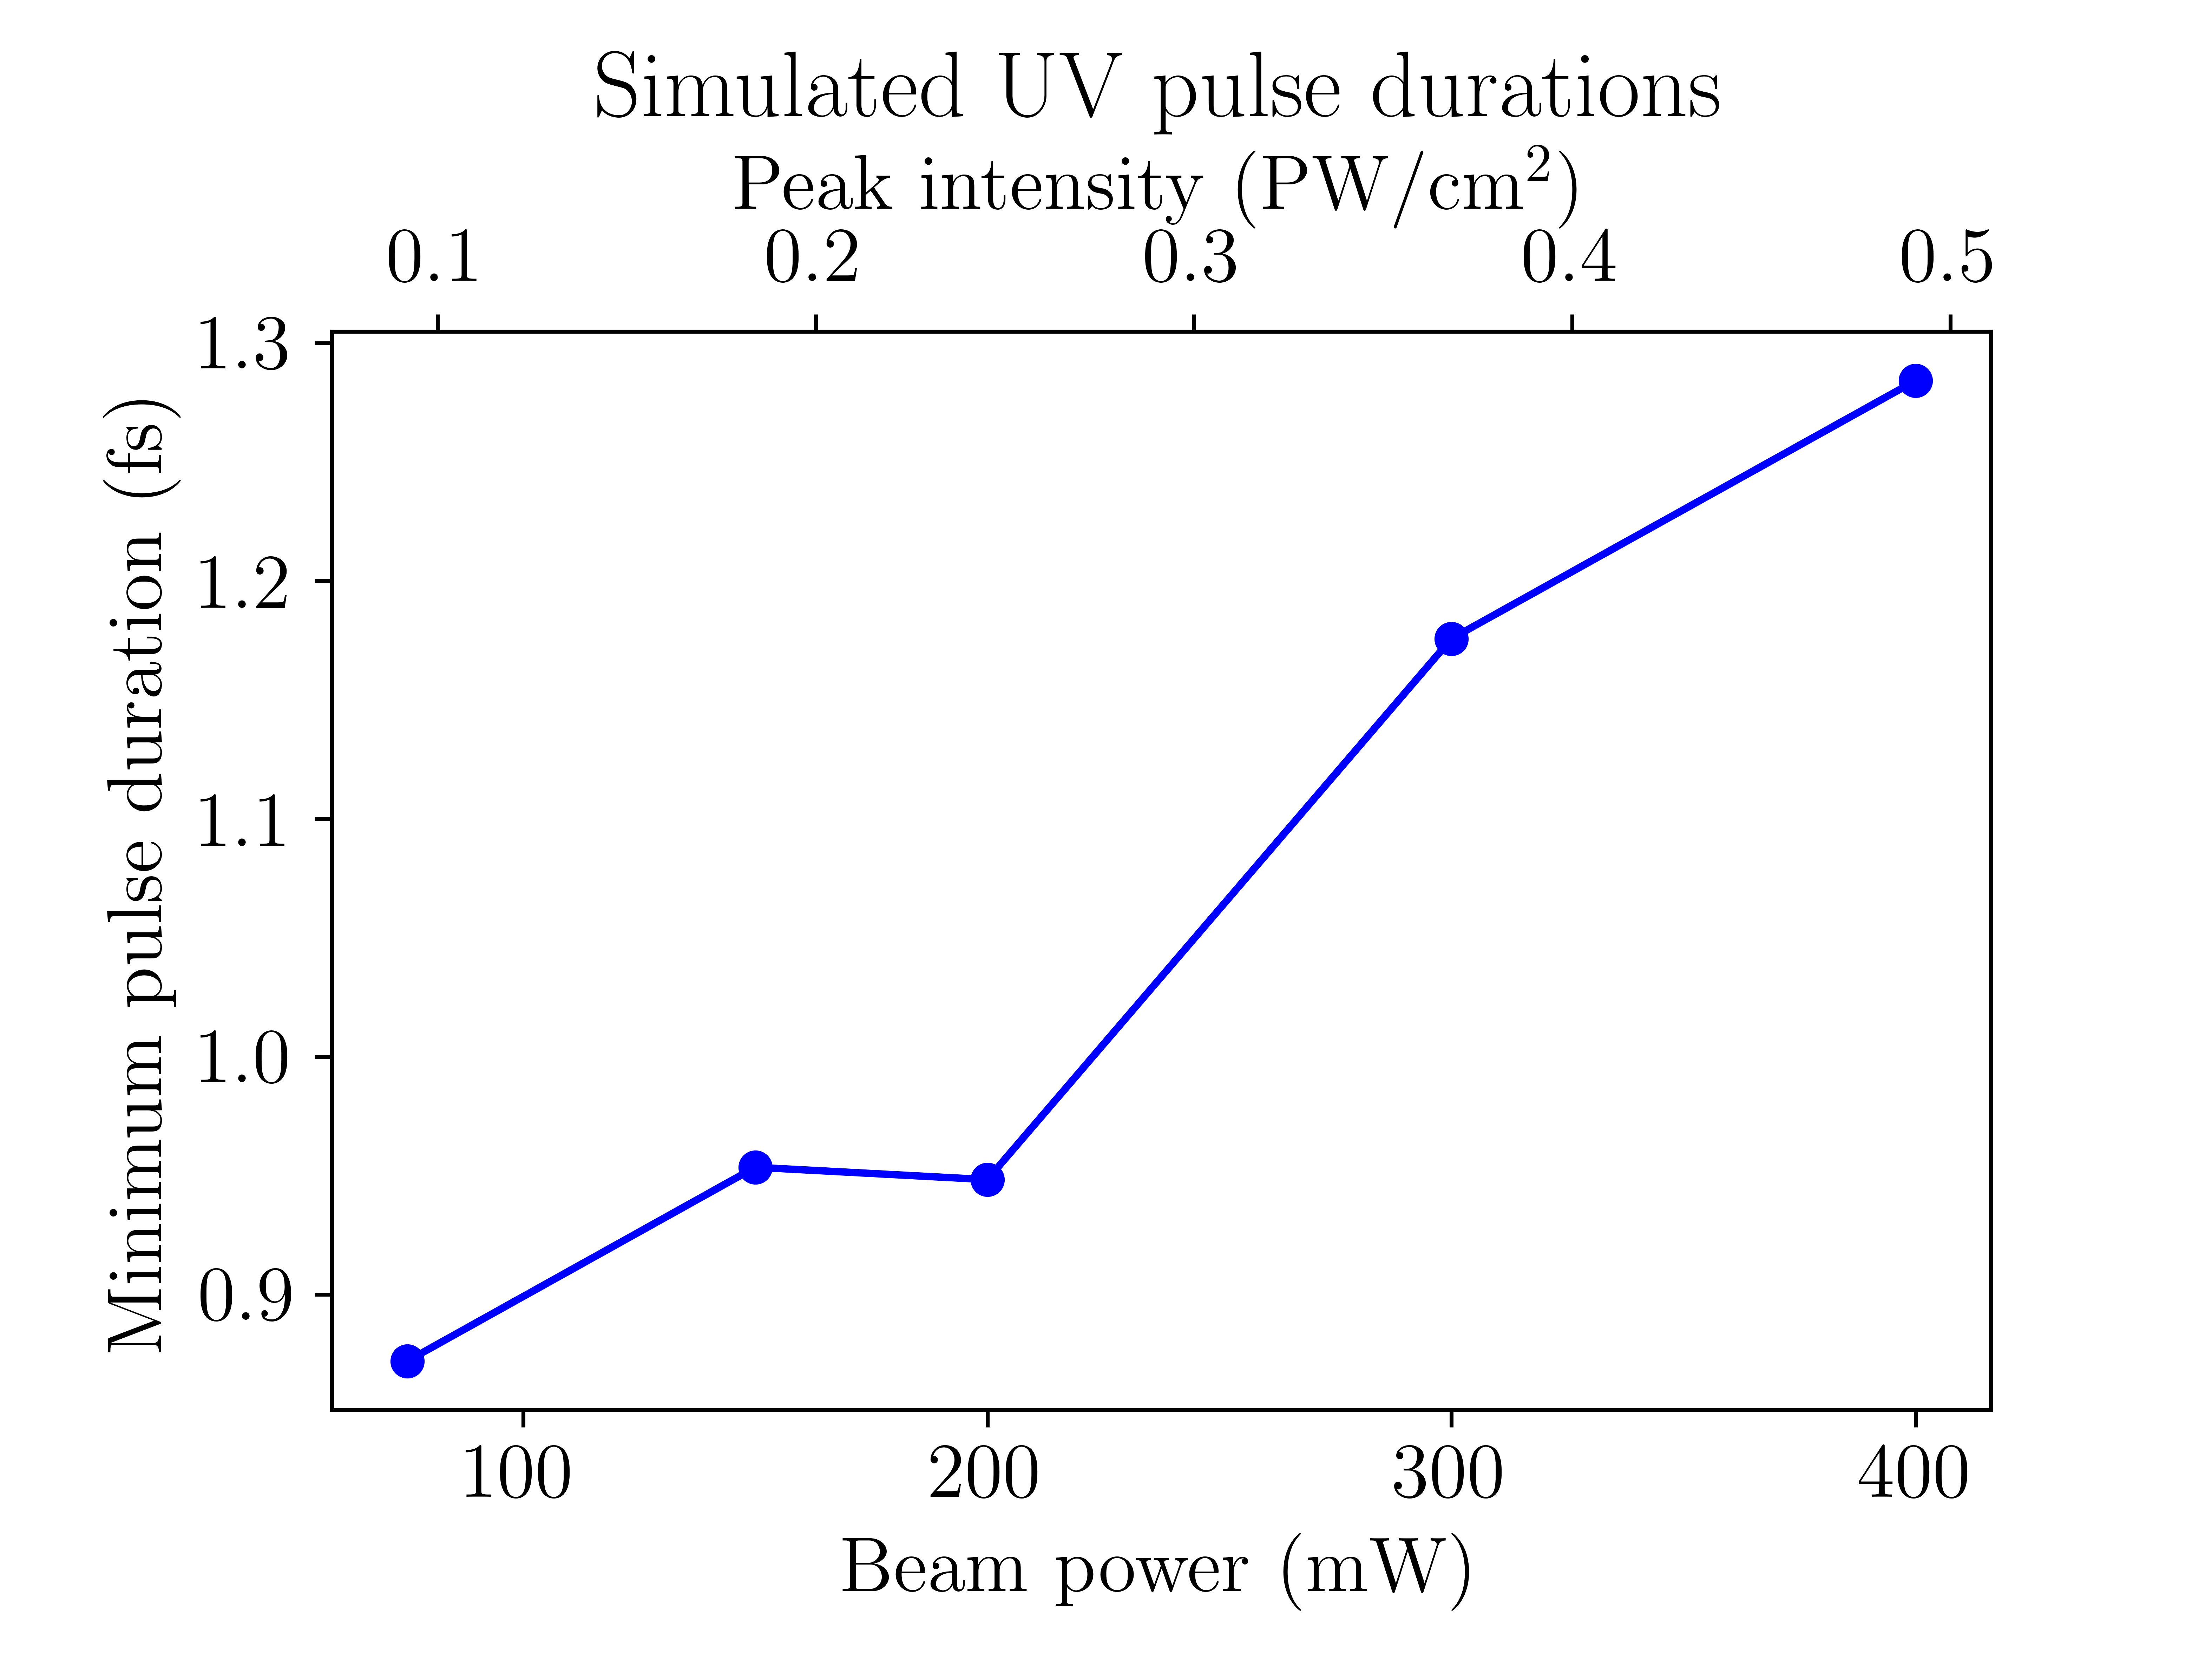 Simulated UV pulse durations
Peak intensity (PW/cm²)
0.1 0.2 0.3 0.4 0.5
1.3
1.2
1.1
1.0
0.9
Minimum pulse duration (fs)
100 200 300 400
Beam power (mW)